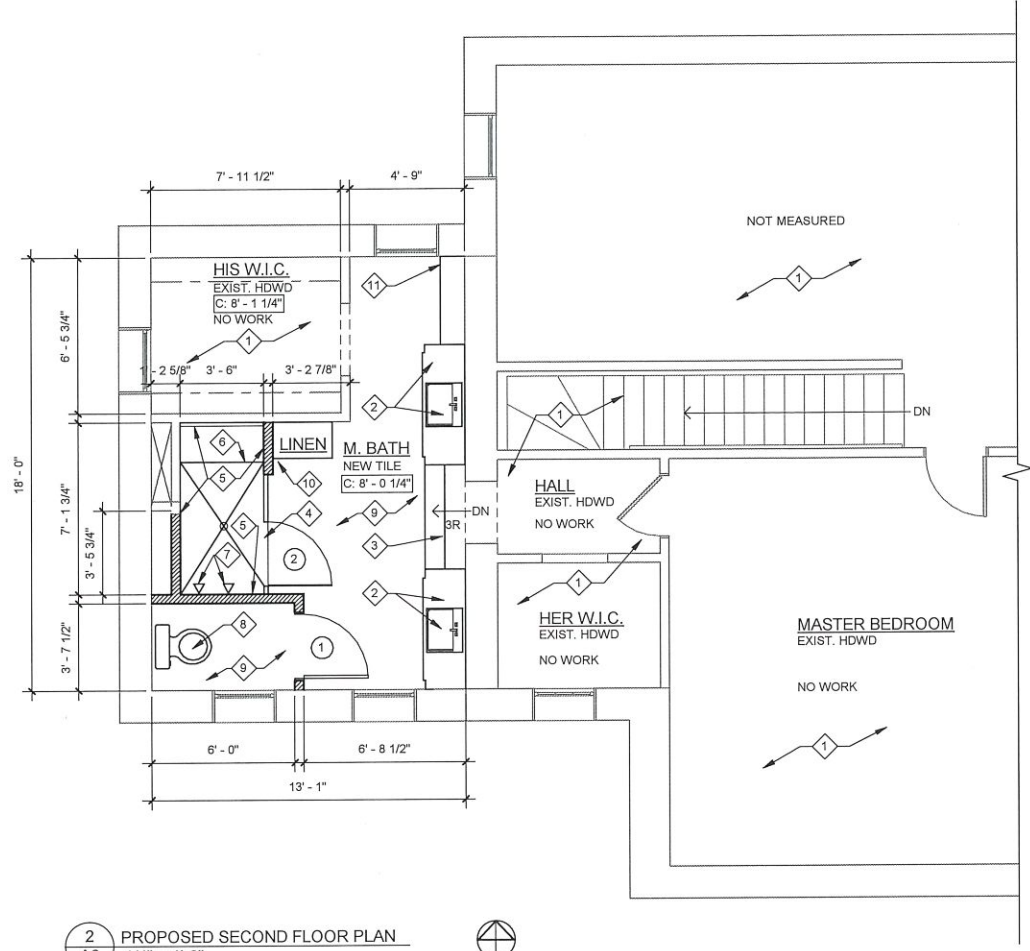 7' - 11 1/2"
4' - 9"
NOT MEASURED
1
HIS W.I.C.
EXIST. HDWD
C: 8' - 1 1/4"
NO WORK
1
11
6' - 5 3/4"
- 2 5/8"
3' - 6"
3' - 2 7/8"
2
1
DN
18' - 0"
6
LINEN
M. BATH
NEW TILE
C: 8' - 0 1/4"
5
10
7' - 1 3/4"
3' - 5 3/4"
5
4
9
DN
3R
HALL
EXIST. HDWD
NO WORK
7
2
3
1
2
HER W.I.C.
EXIST. HDWD
NO WORK
MASTER BEDROOM
EXIST. HDWD
NO WORK
1
3' - 7 1/2"
8
9
1
6' - 0"
6' - 8 1/2"
13' - 1"
2
PROPOSED SECOND FLOOR PLAN